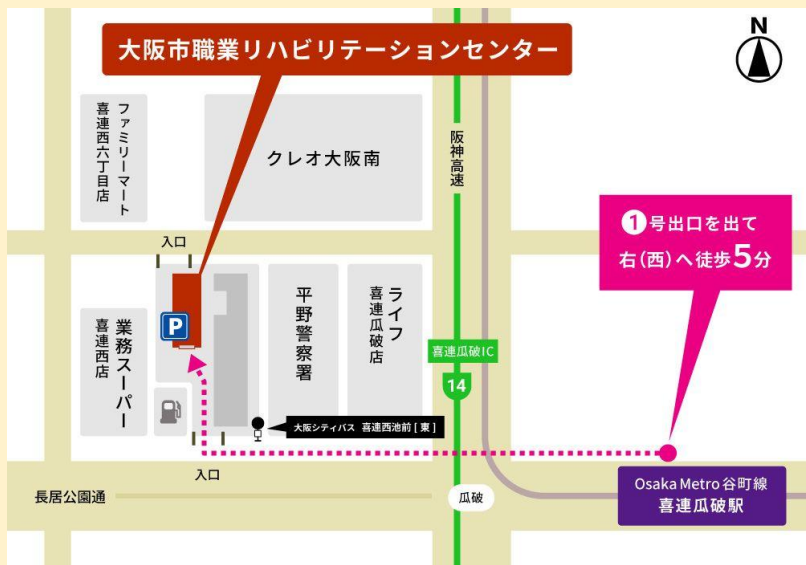 大阪市職業リハビリテーションセンター
N
ファミリーマート
喜連西六丁目店
クレオ大阪南
阪神高速
❶号出口を出て
右(西)へ徒歩5分
入口
P
業務スーパー
喜連西店
平野警察署
ライフ
喜連瓜破店
喜連瓜破IC
14
大阪シティバス 喜連西池前[東]
入口
長居公園通
瓜破
Osaka Metro谷町線
喜連瓜破駅